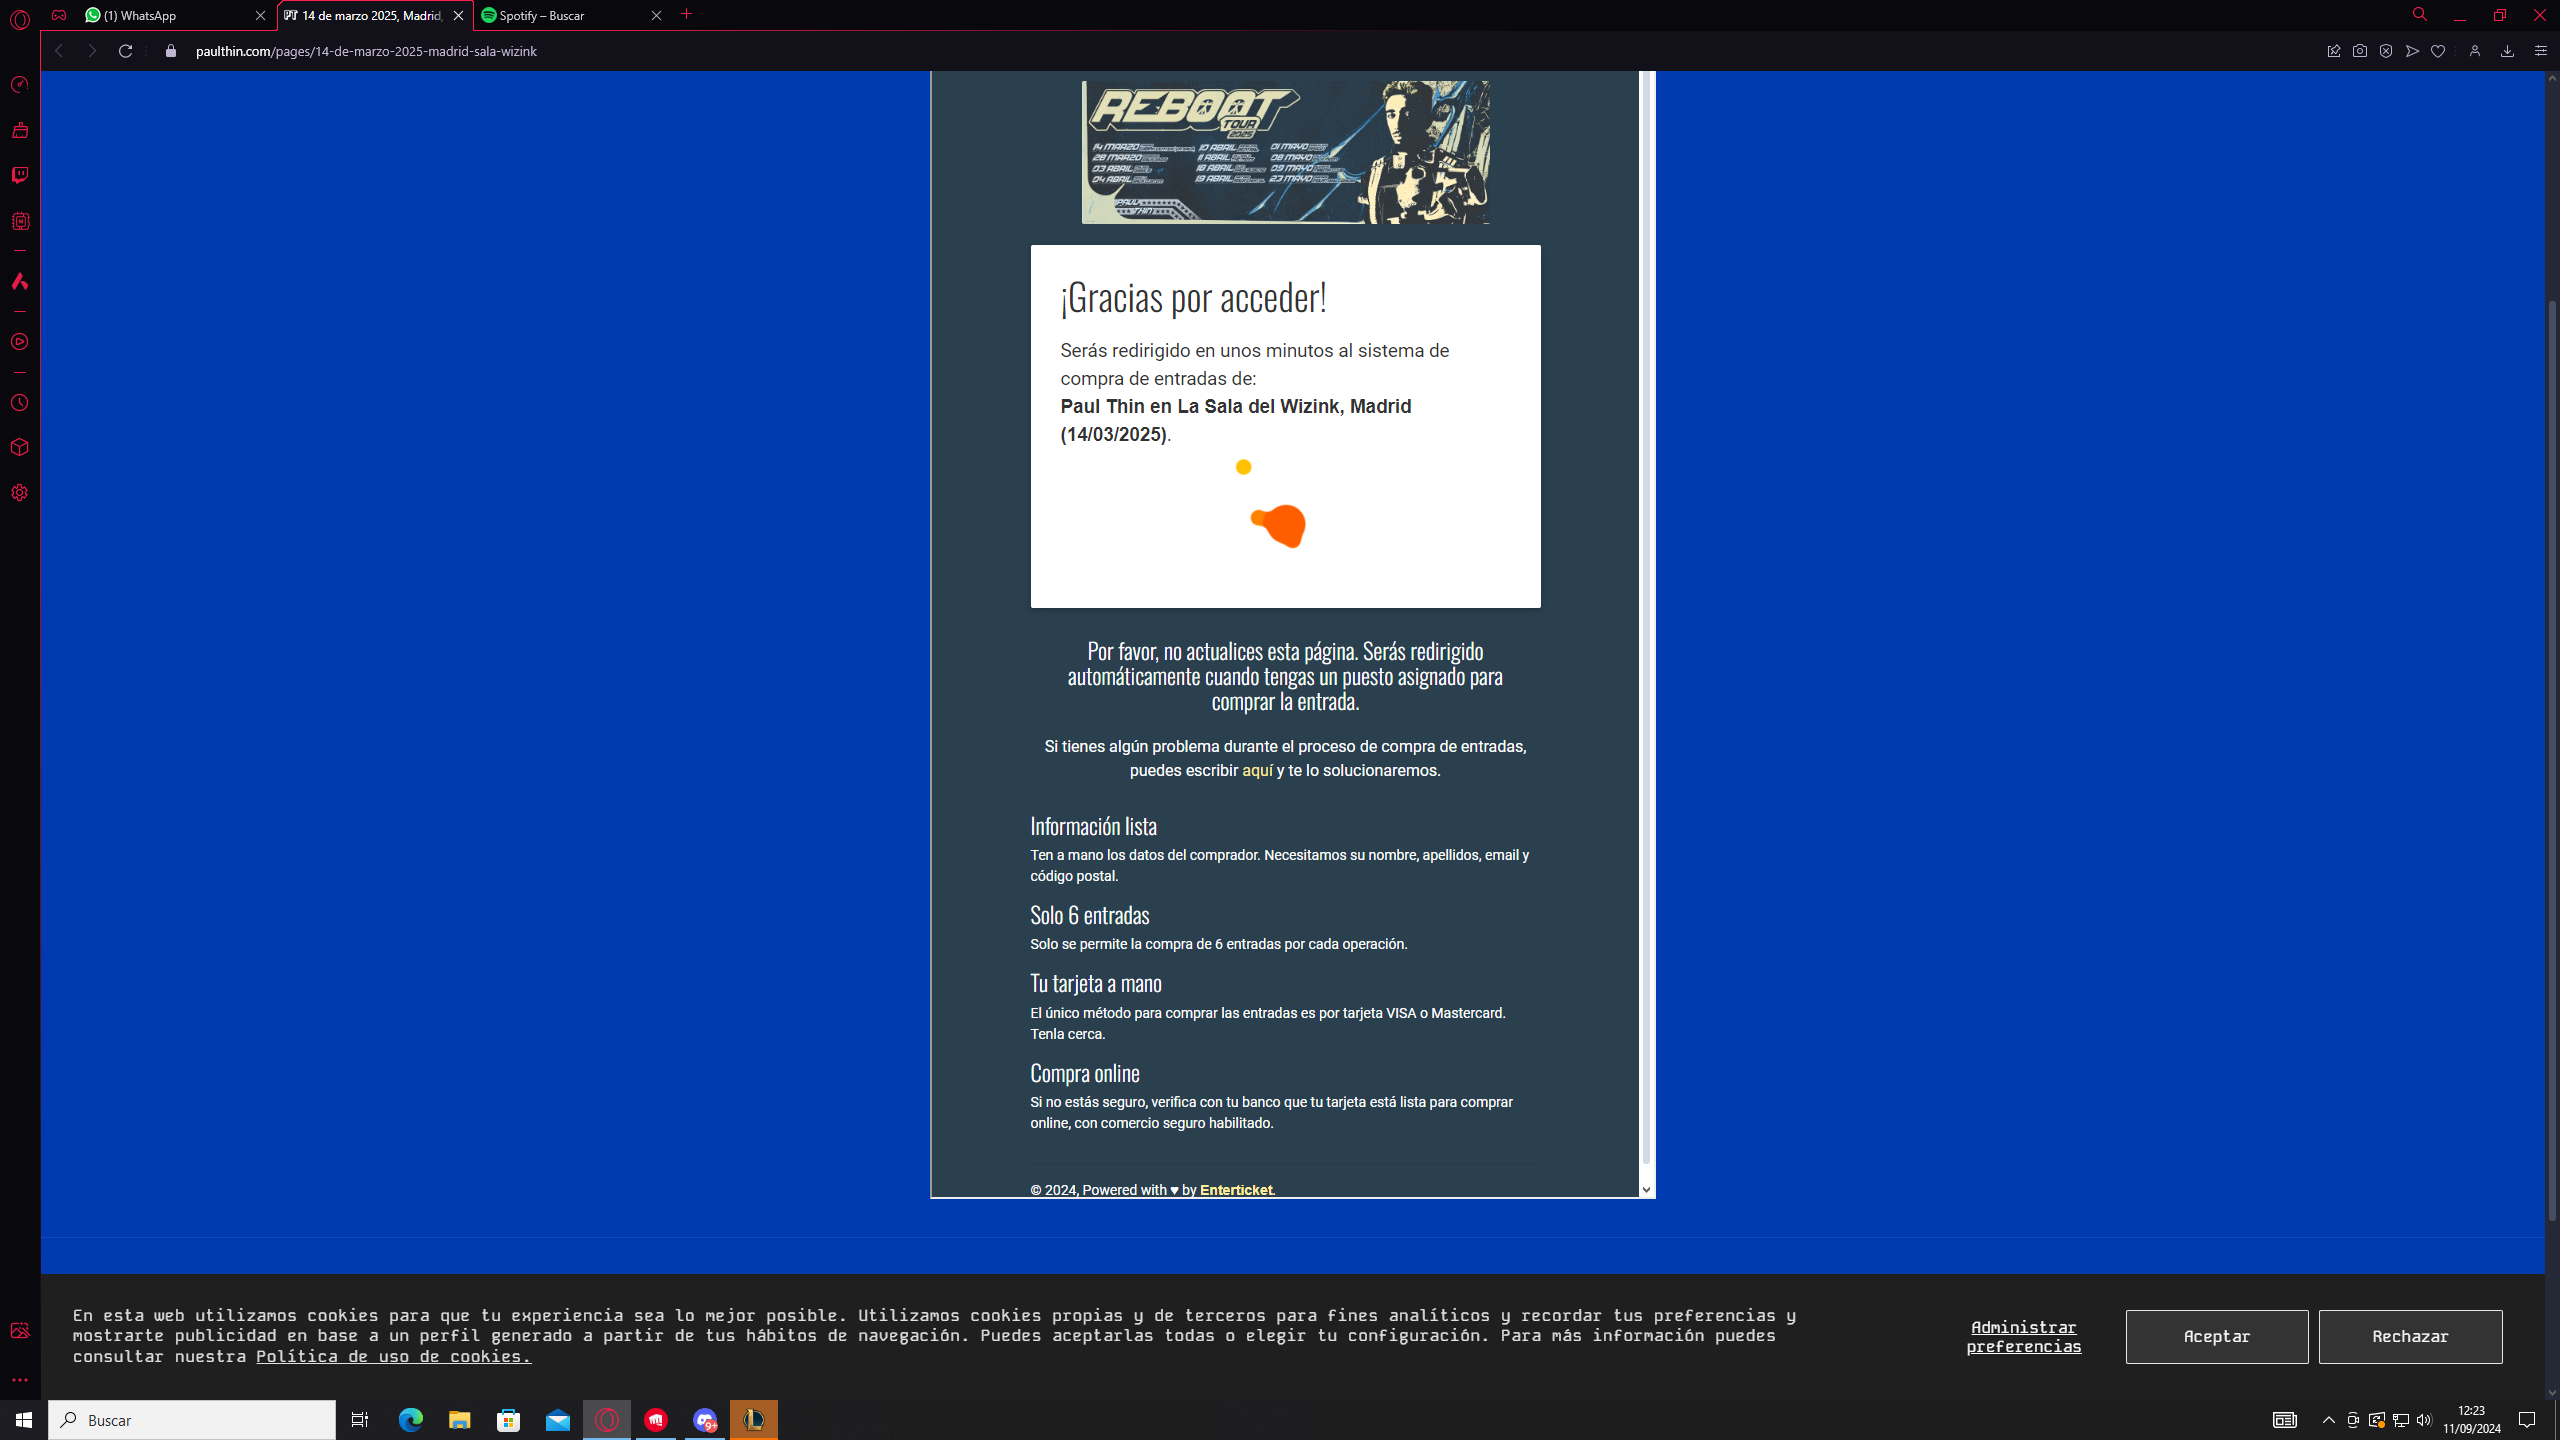 (1) WhatsApp
14 de marzo 2025, Madrid,
Spotify – Buscar
paulthin.com/pages/14-de-marzo-2025-madrid-sala-wizink
REBOOT
TOUR
2025
14 MARZO 10 ABRIL 01 MAYO
28 MARZO 11 ABRIL 08 MAYO
03 ABRIL 18 ABRIL 09 MAYO
04 ABRIL 19 ABRIL 23 MAYO
PAUL
THIN
¡Gracias por acceder!
Serás redirigido en unos minutos al sistema de
compra de entradas de:
Paul Thin en La Sala del Wizink, Madrid
(14/03/2025).
Por favor, no actualices esta página. Serás redirigido
automáticamente cuando tengas un puesto asignado para
comprar la entrada.
Si tienes algún problema durante el proceso de compra de entradas,
puedes escribir aquí y te lo solucionaremos.
Información lista
Ten a mano los datos del comprador. Necesitamos su nombre, apellidos, email y
código postal.
Solo 6 entradas
Solo se permite la compra de 6 entradas por cada operación.
Tu tarjeta a mano
El único método para comprar las entradas es por tarjeta VISA o Mastercard.
Tenla cerca.
Compra online
Si no estás seguro, verifica con tu banco que tu tarjeta está lista para comprar
online, con comercio seguro habilitado.
© 2024, Powered with ♥ by Enterticket.
En esta web utilizamos cookies para que tu experiencia sea lo mejor posible. Utilizamos cookies propias y de terceros para fines analíticos y recordar tus preferencias y
mostrarte publicidad en base a un perfil generado a partir de tus hábitos de navegación. Puedes aceptarlas todas o elegir tu configuración. Para más información puedes
consultar nuestra Política de uso de cookies.
Administrar
preferencias
Aceptar
Rechazar
Buscar
9+
12:23
11/09/2024